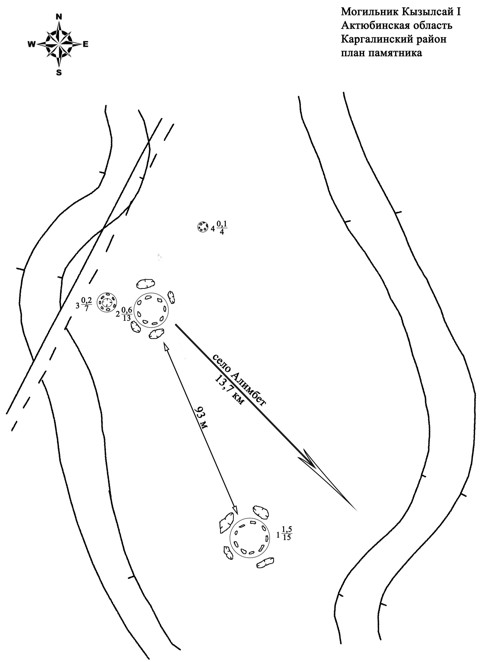 N
W E
S
Могильник Кызылсай I
Актюбинская область
Каргалинский район
план памятника
4 0,1
4
3 0,2
7
2 0,6
13
село Алимбет
13,7 км
93 м
1 1,5
15